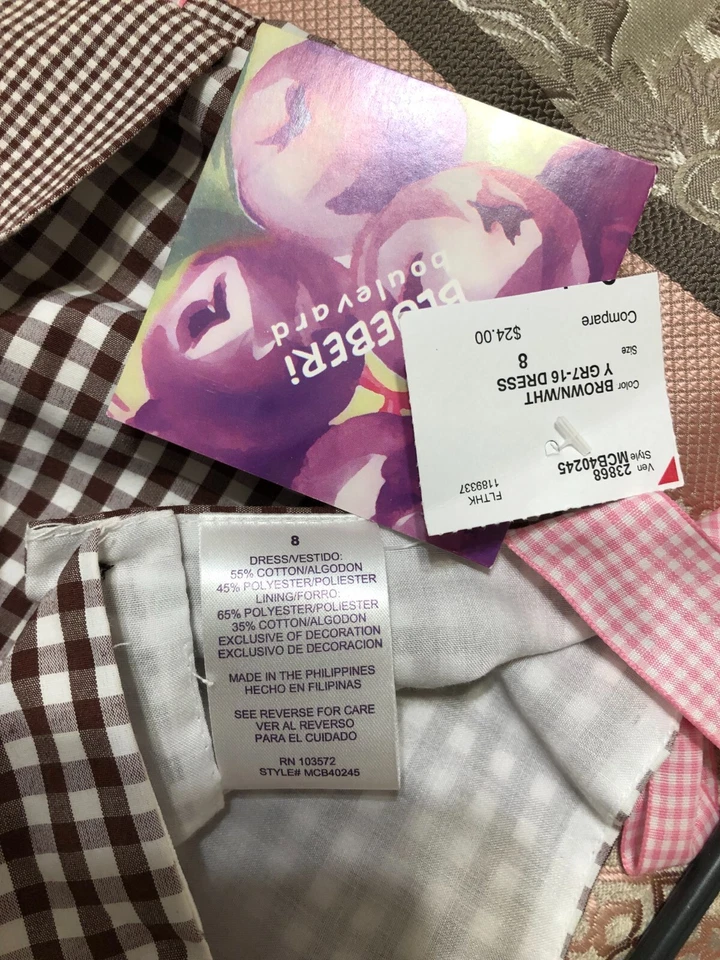 BLUEBERi
boulevard
Ven 23868
Style MCB40245
FLTHK
1189337
Color BROWN/WHT
Y GR7-16 DRESS
Size 8
Compare
$24.00
8
DRESS/VESTIDO:
55% COTTON/ALGODON
45% POLYESTER/POLIESTER
LINING/FORRO:
65% POLYESTER/POLIESTER
35% COTTON/ALGODON
EXCLUSIVE OF DECORATION
EXCLUSIVO DE DECORACION
MADE IN THE PHILIPPINES
HECHO EN FILIPINAS
SEE REVERSE FOR CARE
VER AL REVERSO
PARA EL CUIDADO
RN 103572
STYLE# MCB40245